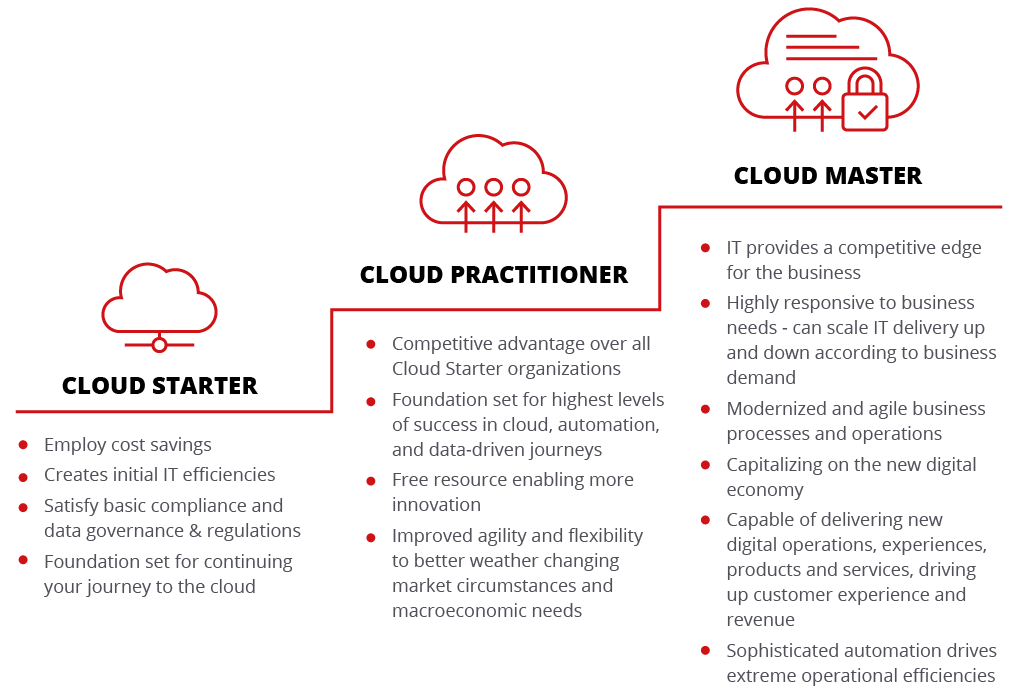 CLOUD STARTER
Employ cost savings
Creates initial IT efficiencies
Satisfy basic compliance and
data governance & regulations
Foundation set for continuing
your journey to the cloud
CLOUD PRACTITIONER
Competitive advantage over all
Cloud Starter organizations
Foundation set for highest levels
of success in cloud, automation,
and data-driven journeys
Free resource enabling more
innovation
Improved agility and flexibility
to better weather changing
market circumstances and
macroeconomic needs
CLOUD MASTER
IT provides a competitive edge
for the business
Highly responsive to business
needs - can scale IT delivery up
and down according to business
demand
Modernized and agile business
processes and operations
Capitalizing on the new digital
economy
Capable of delivering new
digital operations, experiences,
products and services, driving
up customer experience and
revenue
Sophisticated automation drives
extreme operational efficiencies